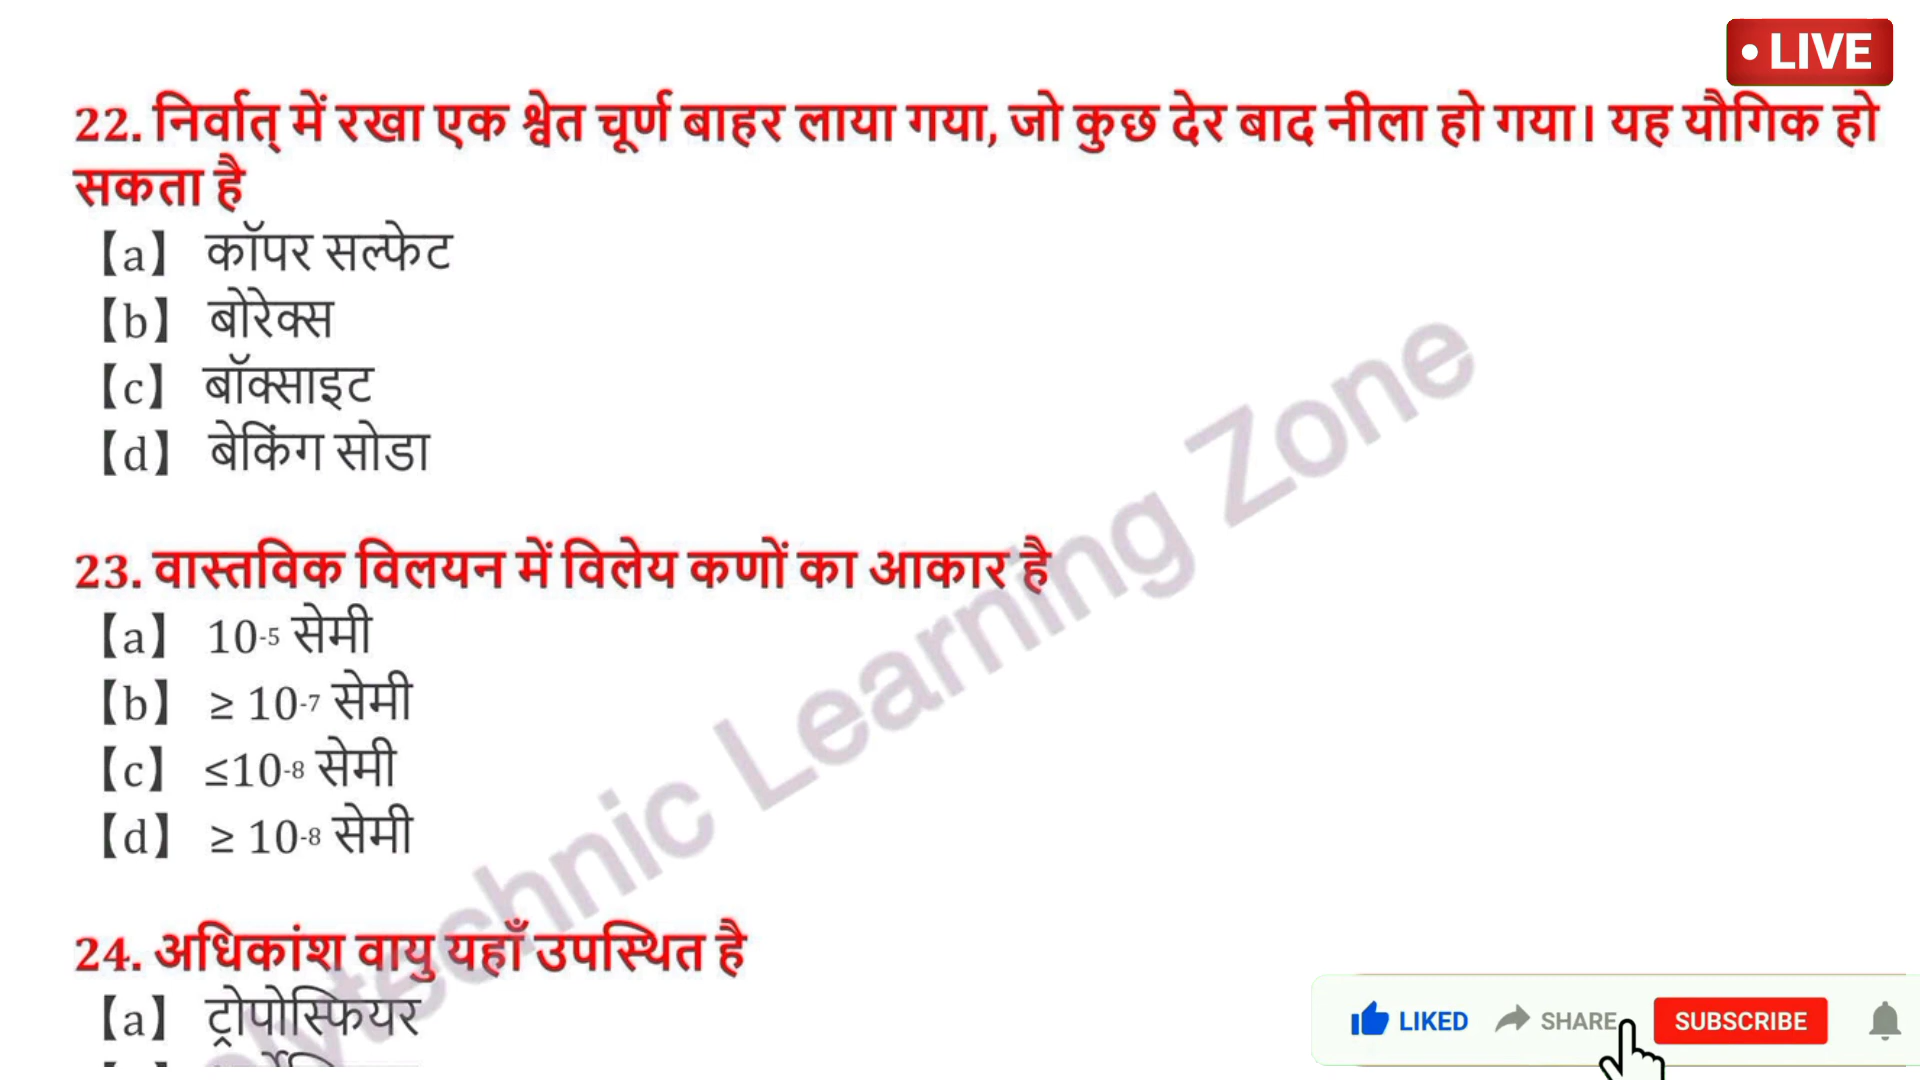 • LIVE
22. निर्वात् में रखा एक श्वेत चूर्ण बाहर लाया गया, जो कुछ देर बाद नीला हो गया। यह यौगिक हो
सकता है
【a】 कॉपर सल्फेट
【b】 बोरेक्स
【c】 बॉक्साइट
【d】 बेकिंग सोडा
23. वास्तविक विलयन में विलेय कणों का आकार है
【a】 10-5 सेमी
【b】 ≥ 10-7 सेमी
【c】 ≤10-8 सेमी
【d】 ≥ 10-8 सेमी
24. अधिकांश वायु यहाँ उपस्थित है
【a】 ट्रोपोस्फियर
lytechnic Learning Zone
LIKED SHARE SUBSCRIBE